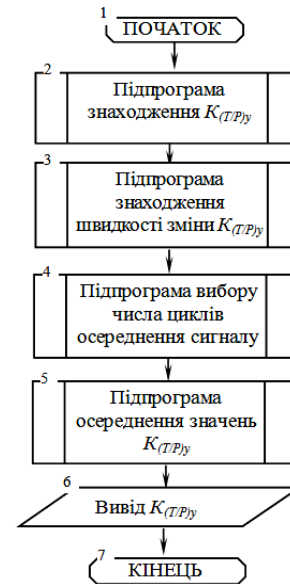 1
ПОЧАТОК
2
Підпрограма
знаходження K(T/P)y
3
Підпрограма
знаходження
швидкості зміни K(T/P)y
4
Підпрограма вибору
числа циклів
осереднення сигналу
5
Підпрограма
осереднення значень
K(T/P)y
6
Вивід K(T/P)y
7
КІНЕЦЬ